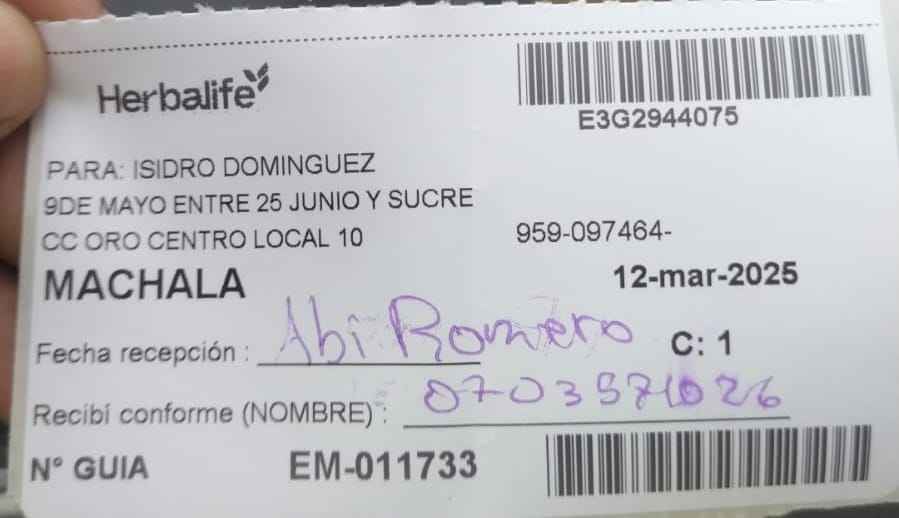 Herbalife
E3G2944075
PARA: ISIDRO DOMINGUEZ
9DE MAYO ENTRE 25 JUNIO Y SUCRE
CC ORO CENTRO LOCAL 10
959-097464-
MACHALA
12-mar-2025
Fecha recepción : Abi Romero
C: 1
Recibí conforme (NOMBRE) :
N° GUIA EM-011733